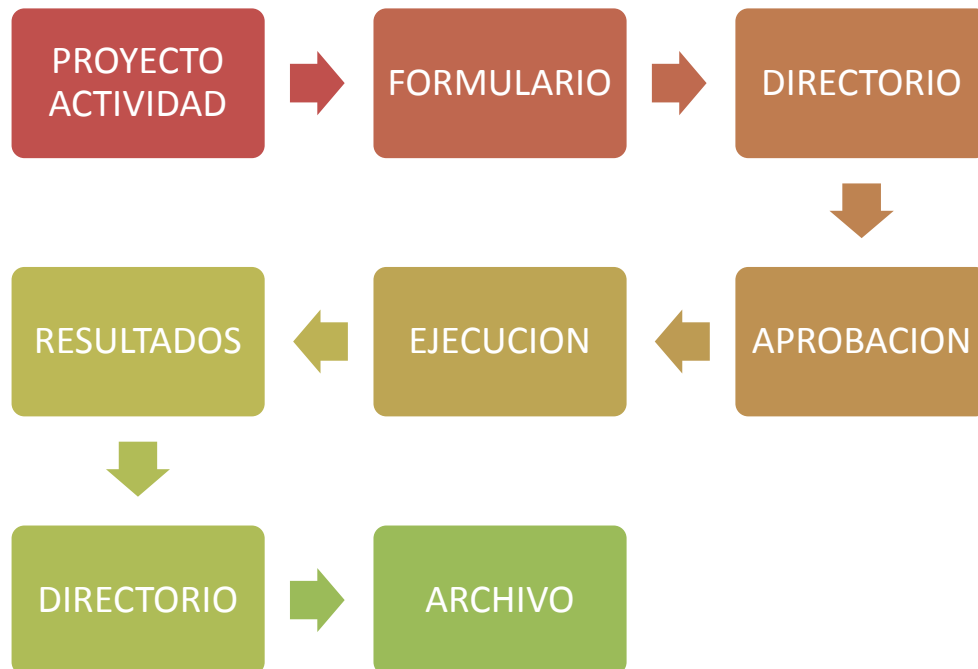 PROYECTO
ACTIVIDAD
FORMULARIO
DIRECTORIO
APROBACION
EJECUCION
RESULTADOS
DIRECTORIO
ARCHIVO